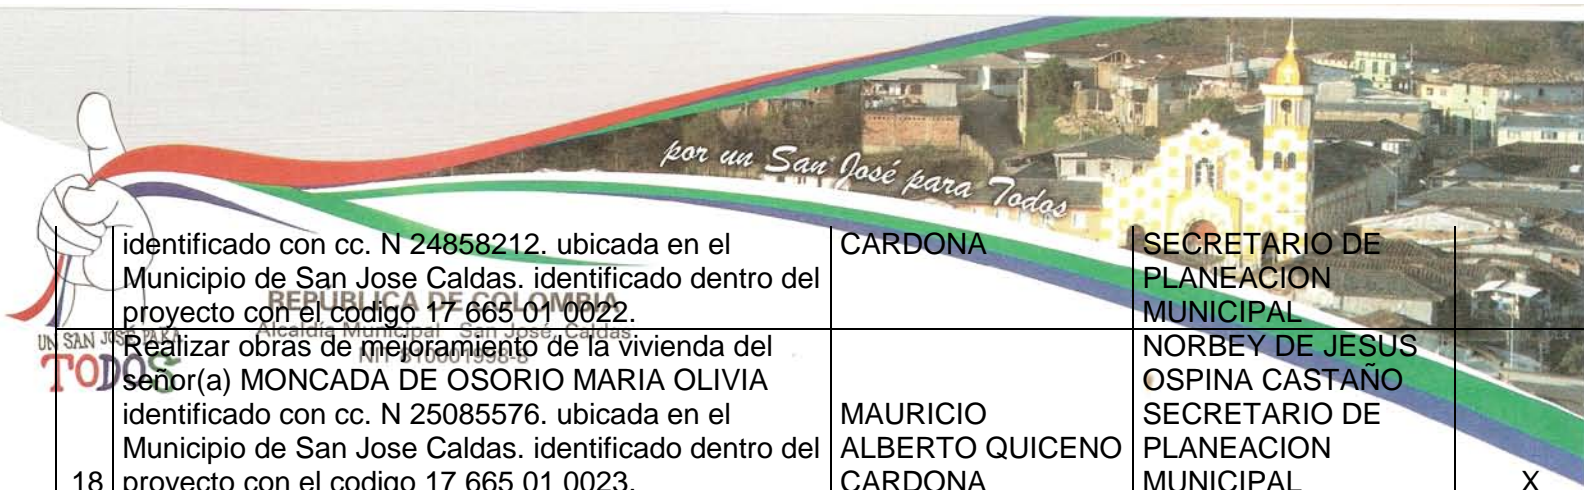 por un San José para Todos
identificado con cc. N 24858212. ubicada en el
Municipio de San Jose Caldas. identificado dentro del
proyecto con el codigo 17 665 01 0022.
CARDONA
SECRETARIO DE
PLANEACION
MUNICIPAL
REPÚBLICA DE COLOMBIA
Alcaldía Municipal San José, Caldas
UN SAN JOSÉ PARA
TODOS
18
Realizar obras de mejoramiento de la vivienda del
señor(a) MONCADA DE OSORIO MARIA OLIVIA
identificado con cc. N 25085576. ubicada en el
Municipio de San Jose Caldas. identificado dentro del
proyecto con el codigo 17 665 01 0023.
MAURICIO
ALBERTO QUICENO
CARDONA
NORBEY DE JESUS
OSPINA CASTAÑO
SECRETARIO DE
PLANEACION
MUNICIPAL
X